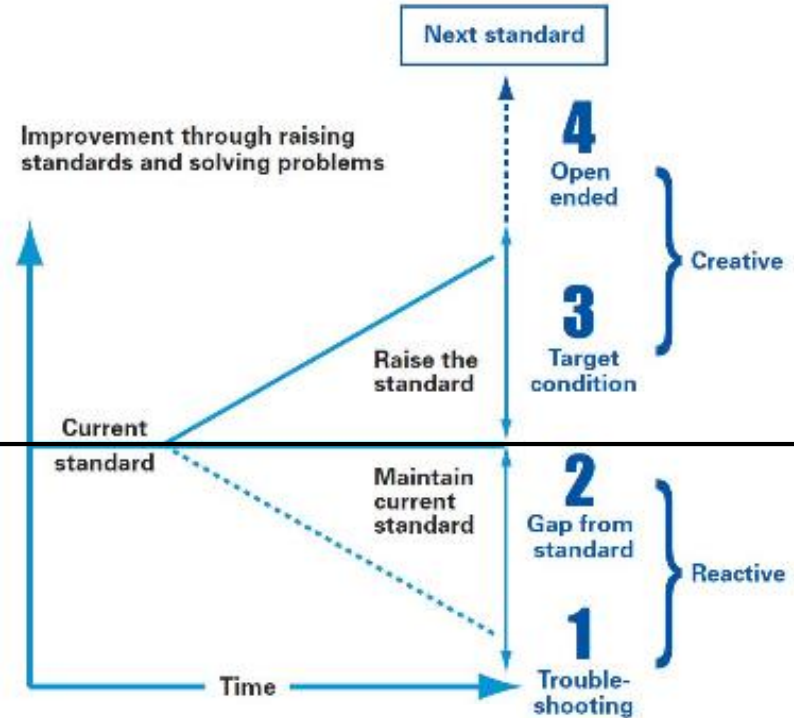 Next standard
Improvement through raising
standards and solving problems
4
Open
ended
Creative
3
Target
condition
Raise the
standard
Current
standard
Maintain
current
standard
2
Gap from
standard
Reactive
1
Trouble-
shooting
Time